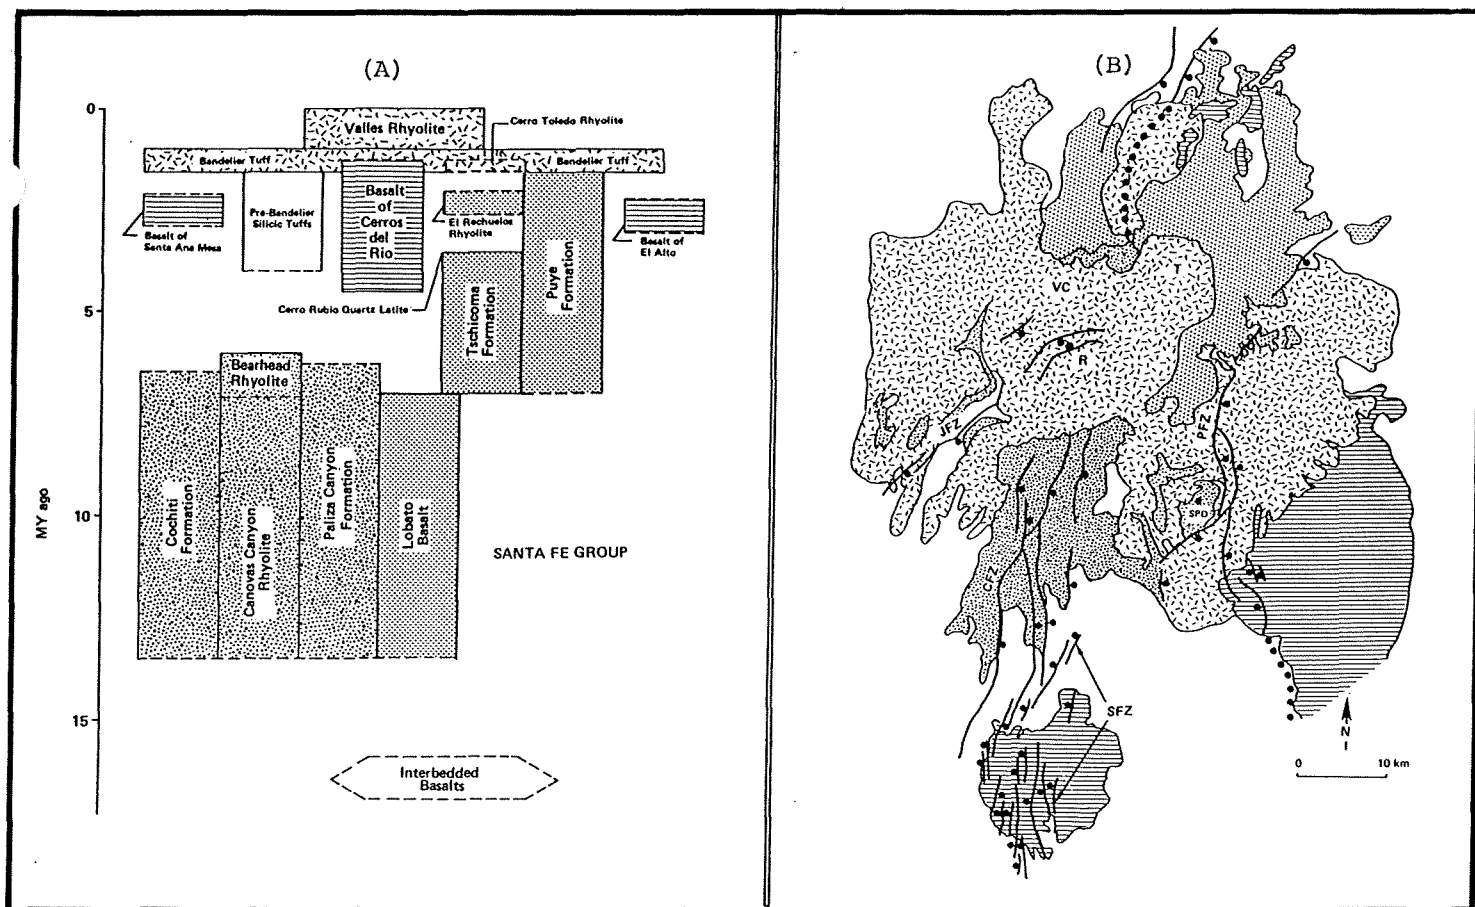 (A)
MY ago
0
5
10
15
Valles Rhyolite
Cerra Toledo Rhyolite
Bandelier Tuff
Bandelier Tuff
Basalt of
Santa Ana Mesa
Pre-Bandelier
Silicic Tuffs
Basalt
of
Cerros
del
Rio
El Rechuelos
Rhyolite
Basalt of
El Alto
Cerro Rubio Quartz Latite
Tschicoma
Formation
Puye
Formation
Bearhead
Rhyolite
Cochiti
Formation
Canovas Canyon
Rhyolite
Paliza Canyon
Formation
Lobato
Basalt
SANTA FE GROUP
Interbedded
Basalts
(B)
T
VC
R
JFZ
PFZ
SPD
CFZ
SFZ
N
0 10 km